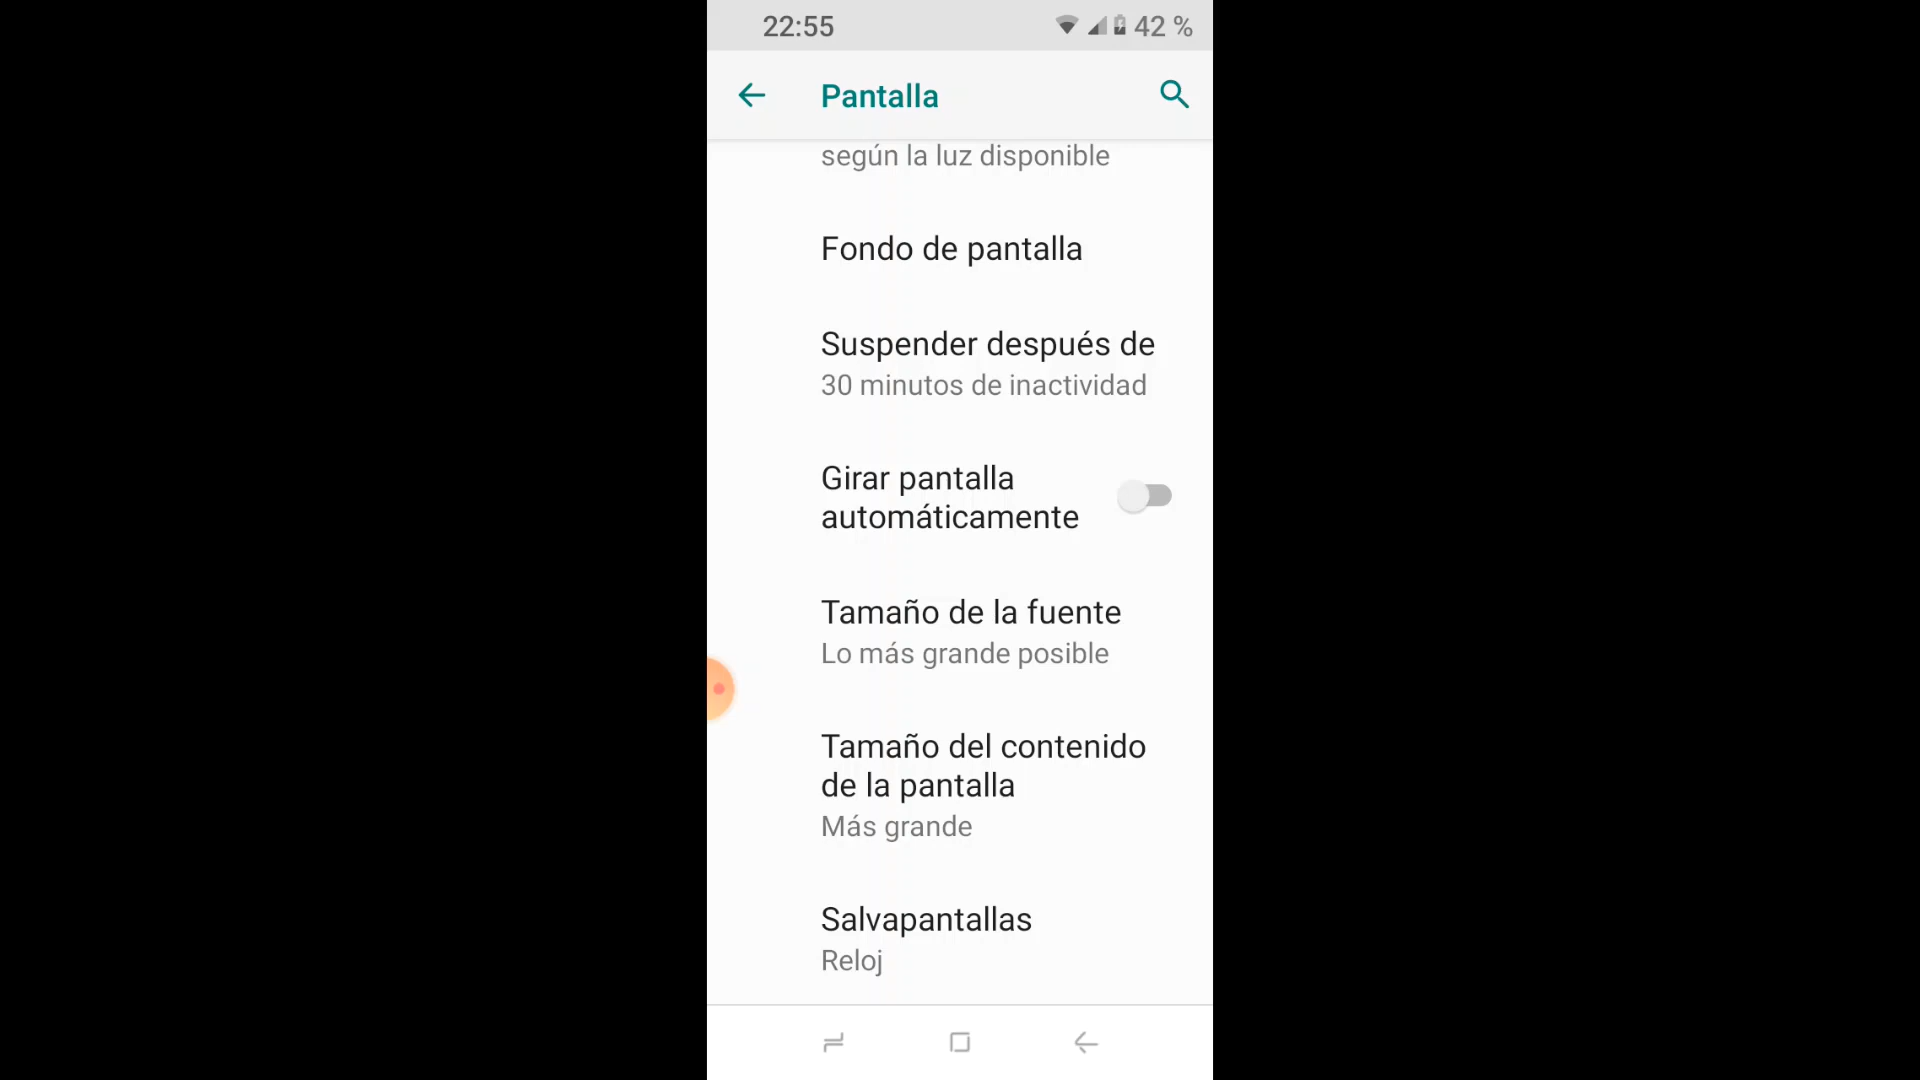 22:55
42 %
Pantalla
según la luz disponible
Fondo de pantalla
Suspender después de
30 minutos de inactividad
Girar pantalla
automáticamente
Tamaño de la fuente
Lo más grande posible
Tamaño del contenido
de la pantalla
Más grande
Salvapantallas
Reloj